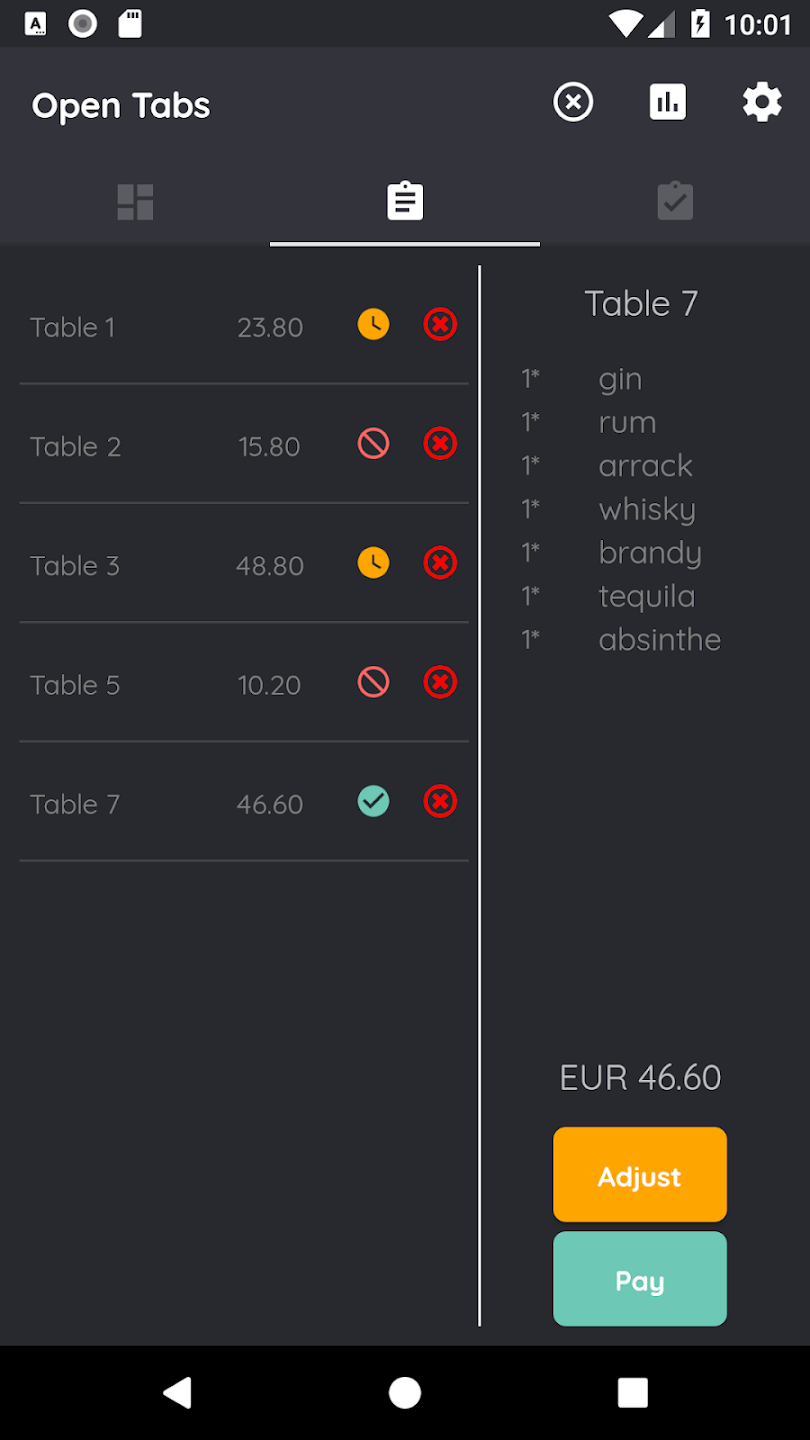 10:01
Open Tabs
Table 1 23.80
Table 2 15.80
Table 3 48.80
Table 5 10.20
Table 7 46.60
Table 7
1* gin
1* rum
1* arrack
1* whisky
1* brandy
1* tequila
1* absinthe
EUR 46.60
Adjust
Pay